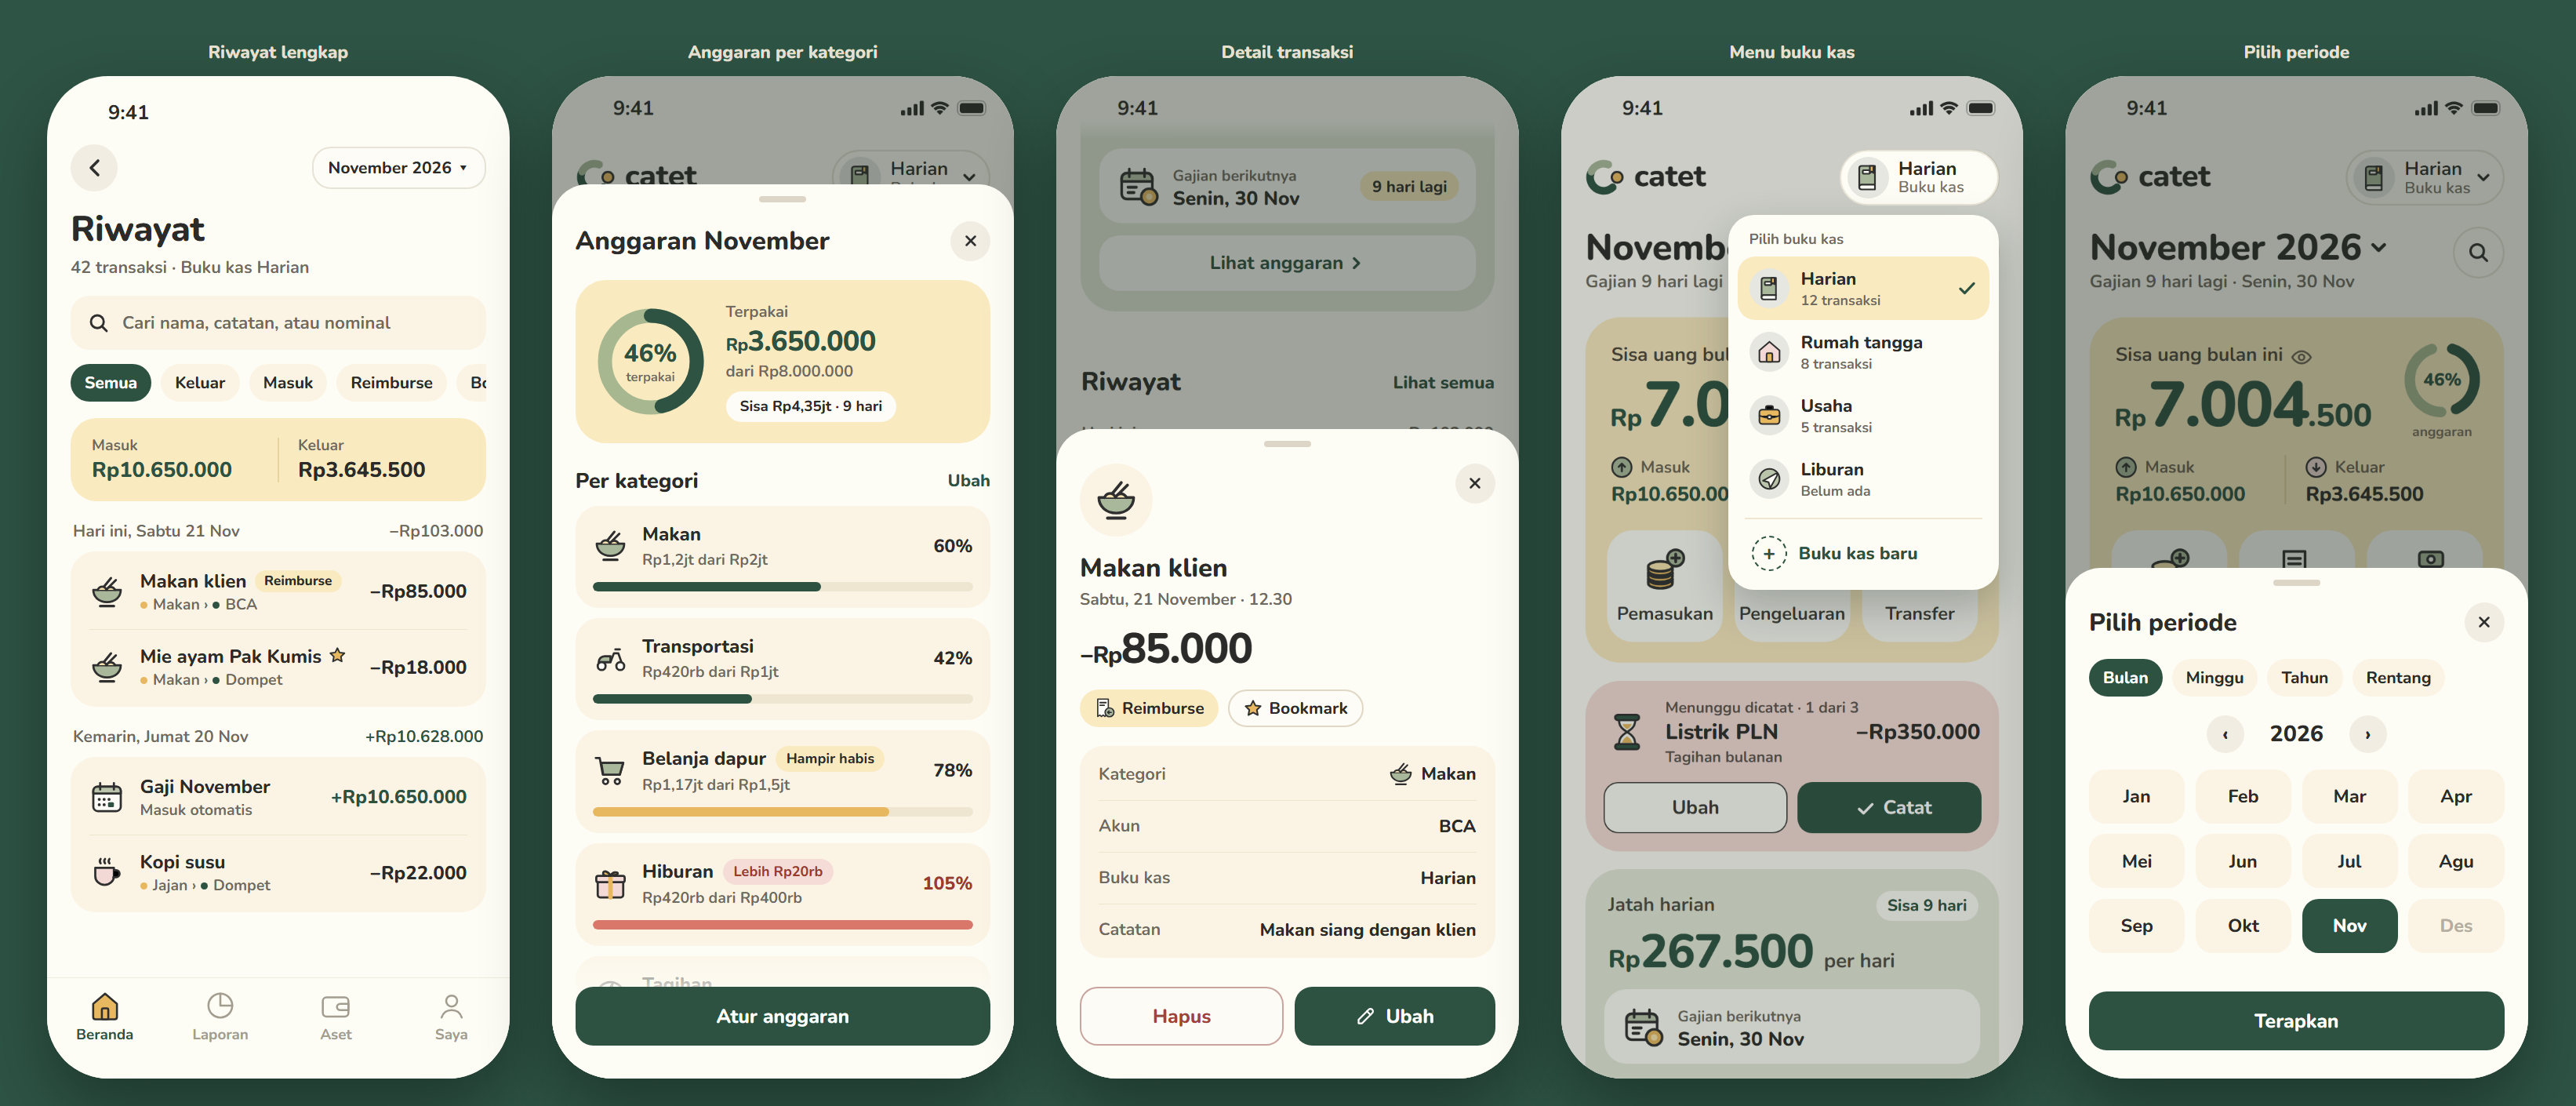 Riwayat lengkap
9:41
November 2026
Riwayat
42 transaksi · Buku kas Harian
Cari nama, catatan, atau nominal
Semua Keluar Masuk Reimburse
Masuk Keluar
Rp10.650.000 Rp3.645.500
Hari ini, Sabtu 21 Nov −Rp103.000
Makan klien Reimburse −Rp85.000
Makan › BCA
Mie ayam Pak Kumis −Rp18.000
Makan › Dompet
Kemarin, Jumat 20 Nov +Rp10.628.000
Gaji November +Rp10.650.000
Masuk otomatis
Kopi susu −Rp22.000
Jajan › Dompet
Beranda Laporan Aset Saya
Anggaran per kategori
9:41
catet Harian
Anggaran November
46% terpakai
Terpakai
Rp3.650.000
dari Rp8.000.000
Sisa Rp4,35jt · 9 hari
Per kategori Ubah
Makan 60%
Rp1,2jt dari Rp2jt
Transportasi 42%
Rp420rb dari Rp1jt
Belanja dapur Hampir habis 78%
Rp1,17jt dari Rp1,5jt
Hiburan Lebih Rp20rb 105%
Rp420rb dari Rp400rb
Tagihan
Atur anggaran
Detail transaksi
9:41
Gajian berikutnya
Senin, 30 Nov 9 hari lagi
Lihat anggaran
Riwayat Lihat semua
Makan klien
Sabtu, 21 November · 12.30
−Rp85.000
Reimburse Bookmark
Kategori Makan
Akun BCA
Buku kas Harian
Catatan Makan siang dengan klien
Hapus Ubah
Menu buku kas
9:41
catet Harian
Buku kas
Gajian 9 hari lagi
Pilih buku kas
Harian
12 transaksi
Rumah tangga
8 transaksi
Usaha
5 transaksi
Liburan
Belum ada
Buku kas baru
Sisa uang
Rp 7.0
Masuk
Rp10.650.00
Pemasukan Pengeluaran Transfer
Menunggu dicatat · 1 dari 3
Listrik PLN −Rp350.000
Tagihan bulanan
Ubah Catat
Jatah harian Sisa 9 hari
Rp267.500 per hari
Gajian berikutnya
Senin, 30 Nov
Pilih periode
9:41
catet Harian
Buku kas
November 2026
Gajian 9 hari lagi · Senin, 30 Nov
Sisa uang bulan ini
Rp 7.004.500
46%
anggaran
Masuk Keluar
Rp10.650.000 Rp3.645.500
Pilih periode
Bulan Minggu Tahun Rentang
‹ 2026 ›
Jan Feb Mar Apr
Mei Jun Jul Agu
Sep Okt Nov Des
Terapkan